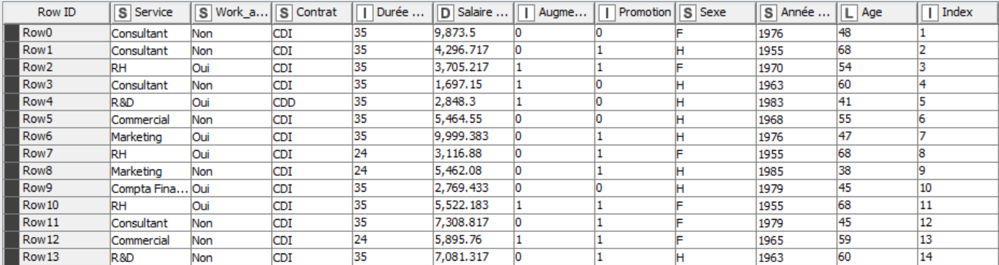 Row ID S Service S Work_a... S Contrat I Durée ... D Salaire ... I Augme... I Promotion S Sexe S Année ... L Age I Index
Row0 Consultant Non CDI 35 9,873.5 0 0 F 1976 48 1
Row1 Consultant Non CDI 35 4,296.717 0 1 H 1955 68 2
Row2 RH Oui CDI 35 3,705.217 1 1 F 1970 54 3
Row3 Consultant Non CDI 35 1,697.15 1 0 H 1963 60 4
Row4 R&D Oui CDD 35 2,848.3 1 0 H 1983 41 5
Row5 Commercial Non CDI 35 5,464.55 0 0 H 1968 55 6
Row6 Marketing Oui CDI 35 9,999.383 0 1 H 1976 47 7
Row7 RH Oui CDI 24 3,116.88 0 1 F 1955 68 8
Row8 Marketing Non CDI 24 5,462.08 0 1 H 1985 38 9
Row9 Compta Fina... Oui CDI 35 2,769.433 0 0 H 1979 45 10
Row10 RH Oui CDI 35 5,522.183 1 1 F 1955 68 11
Row11 Consultant Non CDI 35 7,308.817 0 1 F 1979 45 12
Row12 Commercial Non CDI 24 5,895.76 1 1 F 1965 59 13
Row13 R&D Non CDI 35 7,081.317 0 1 H 1963 60 14